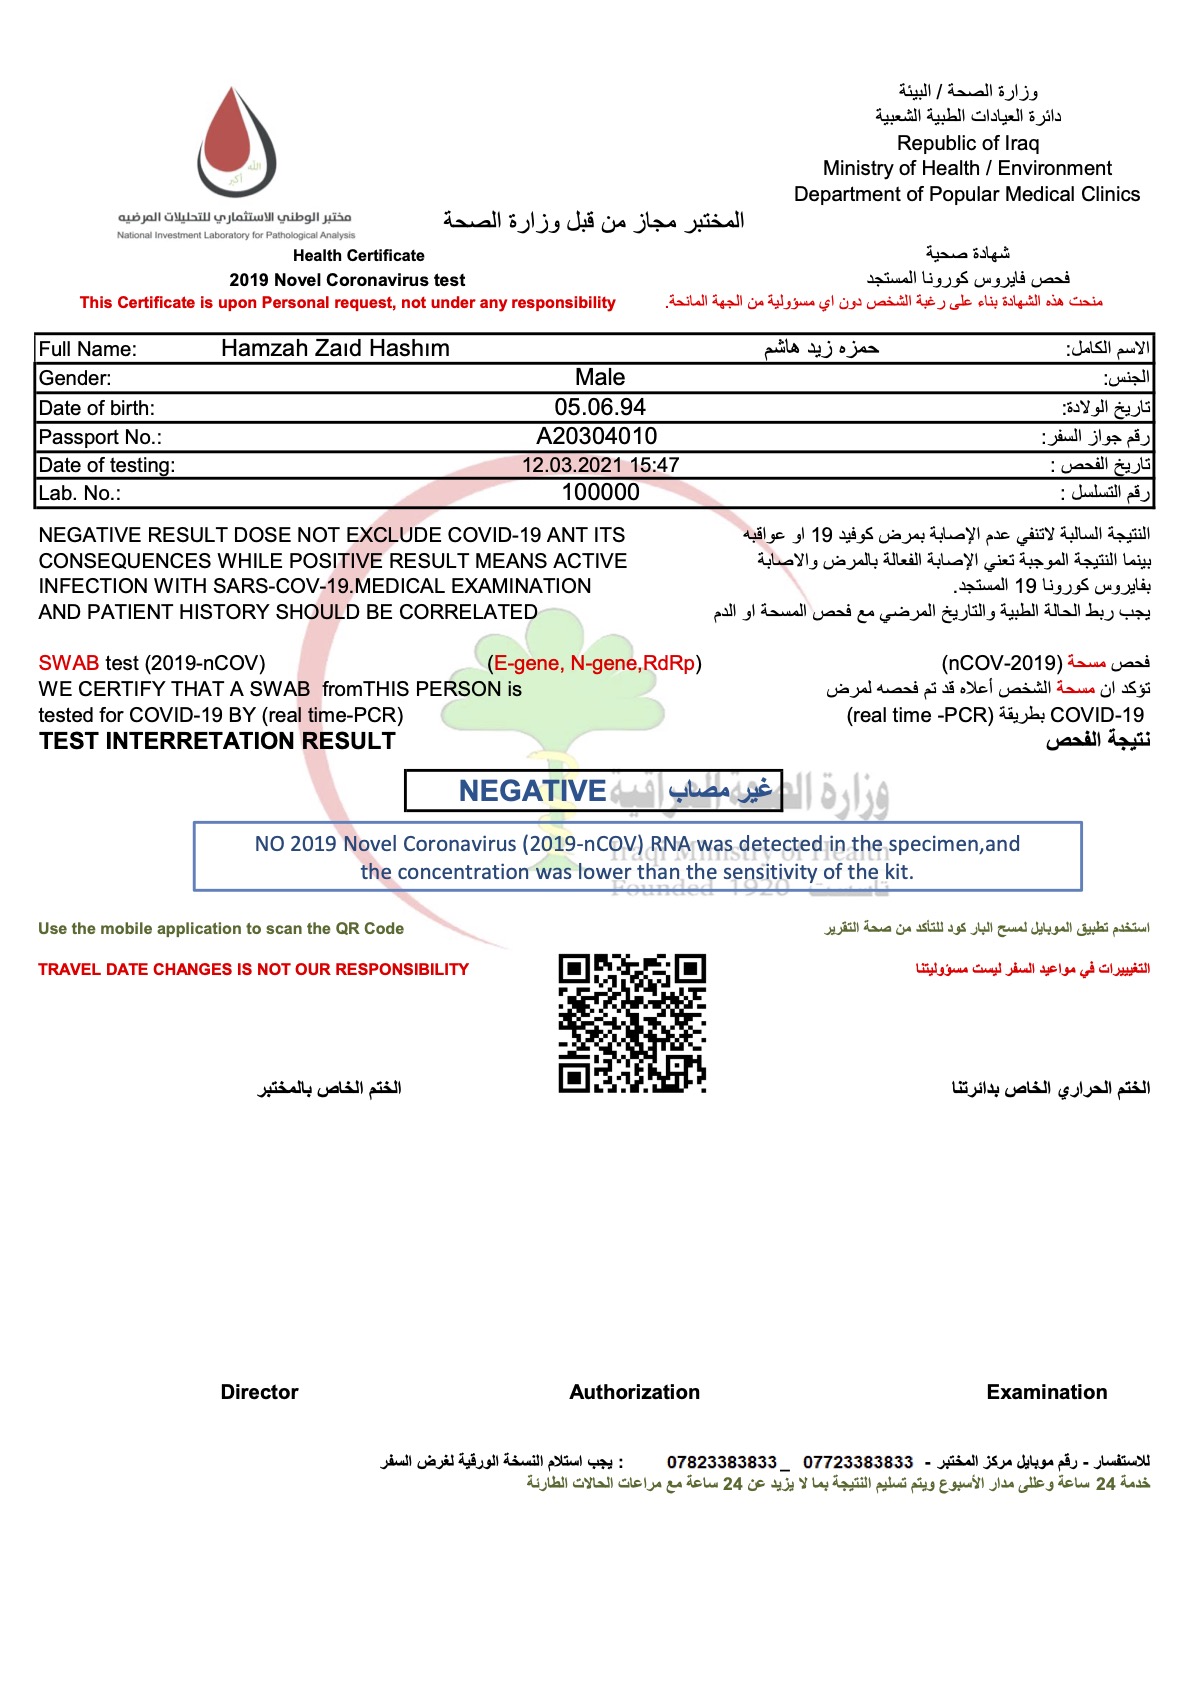 وزارة الصحة / البيئة
دائرة العيادات الطبية الشعبية
Republic of Iraq
Ministry of Health / Environment
Department of Popular Medical Clinics
الله أكبر
مختبر الوطني الاستثماري للتحليلات المرضيه
National Investment Laboratory for Pathological Analysis
المختبر مجاز من قبل وزارة الصحة
Health Certificate شهادة صحية
2019 Novel Coronavirus test فحص فايروس كورونا المستجد
This Certificate is upon Personal request, not under any responsibility منحت هذه الشهادة بناء على رغبة الشخص دون اي مسؤولية من الجهة المانحة.
Full Name: Hamzah Zaıd Hashım حمزه زيد هاشم الاسم الكامل:
Gender: Male الجنس:
Date of birth: 05.06.94 تاريخ الولادة:
Passport No.: A20304010 رقم جواز السفر:
Date of testing: 12.03.2021 15:47 تاريخ الفحص :
Lab. No.: 100000 رقم التسلسل :
NEGATIVE RESULT DOSE NOT EXCLUDE COVID-19 ANT ITS النتيجة السالبة لاتنفي عدم الإصابة بمرض كوفيد 19 او عواقبه
CONSEQUENCES WHILE POSITIVE RESULT MEANS ACTIVE بينما النتيجة الموجبة تعني الإصابة الفعالة بالمرض والاصابة
INFECTION WITH SARS-COV-19.MEDICAL EXAMINATION بفايروس كورونا 19 المستجد.
AND PATIENT HISTORY SHOULD BE CORRELATED يجب ربط الحالة الطبية والتاريخ المرضي مع فحص المسحة او الدم
SWAB test (2019-nCOV) (E-gene, N-gene,RdRp) فحص مسحة (nCOV-2019)
WE CERTIFY THAT A SWAB fromTHIS PERSON is نؤكد ان مسحة الشخص أعلاه قد تم فحصه لمرض
tested for COVID-19 BY (real time-PCR) COVID-19 بطريقة (real time -PCR)
TEST INTERRETATION RESULT نتيجة الفحص
NEGATIVE غير مصاب
وزارة الصحة العراقية
NO 2019 Novel Coronavirus (2019-nCOV) RNA was detected in the specimen,and
the concentration was lower than the sensitivity of the kit.
Iraqi Ministry of Health
Founded 1920 تأسست
Use the mobile application to scan the QR Code استخدم تطبيق الموبايل لمسح البار كود للتأكد من صحة التقرير
TRAVEL DATE CHANGES IS NOT OUR RESPONSIBILITY التغييرات في مواعيد السفر ليست مسؤوليتنا
الختم الخاص بالمختبر الختم الحراري الخاص بدائرتنا
Director Authorization Examination
للاستفسار - رقم موبايل مركز المختبر - 07723383833 _ 07823383833 : يجب استلام النسخة الورقية لغرض السفر
خدمة 24 ساعة وعللى مدار الأسبوع ويتم تسليم النتيجة بما لا يزيد عن 24 ساعة مع مراعات الحالات الطارئة